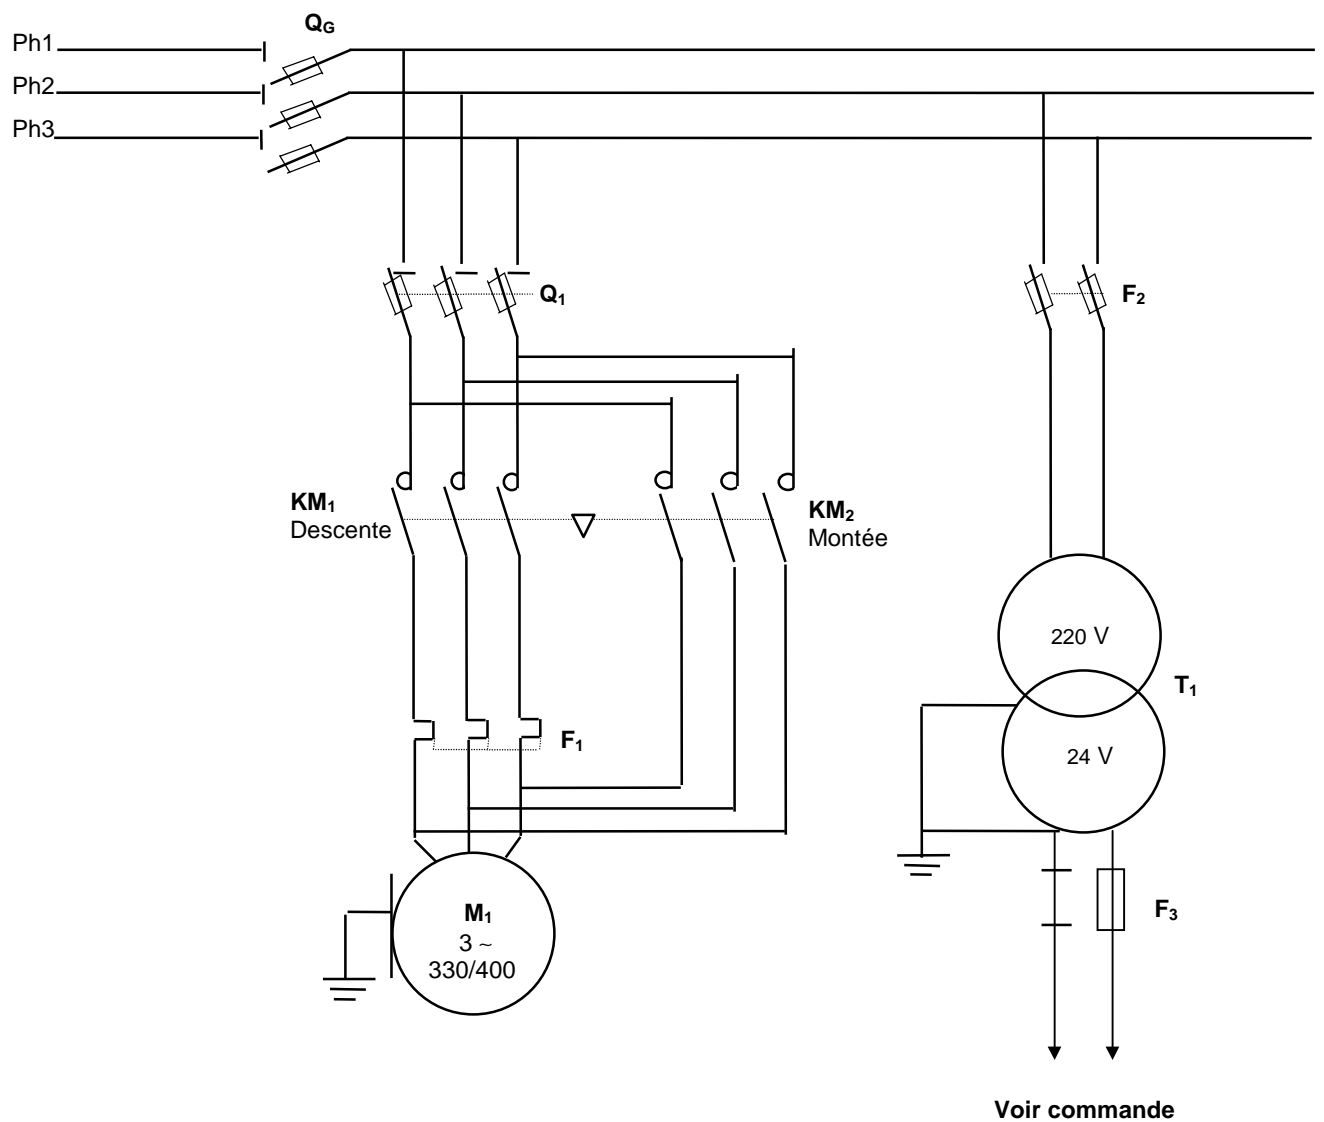 QG
Ph1
Ph2
Ph3
Q1
F2
KM1
Descente
KM2
Montée
220 V
T1
24 V
F1
M1
3 ~
330/400
F3
Voir commande